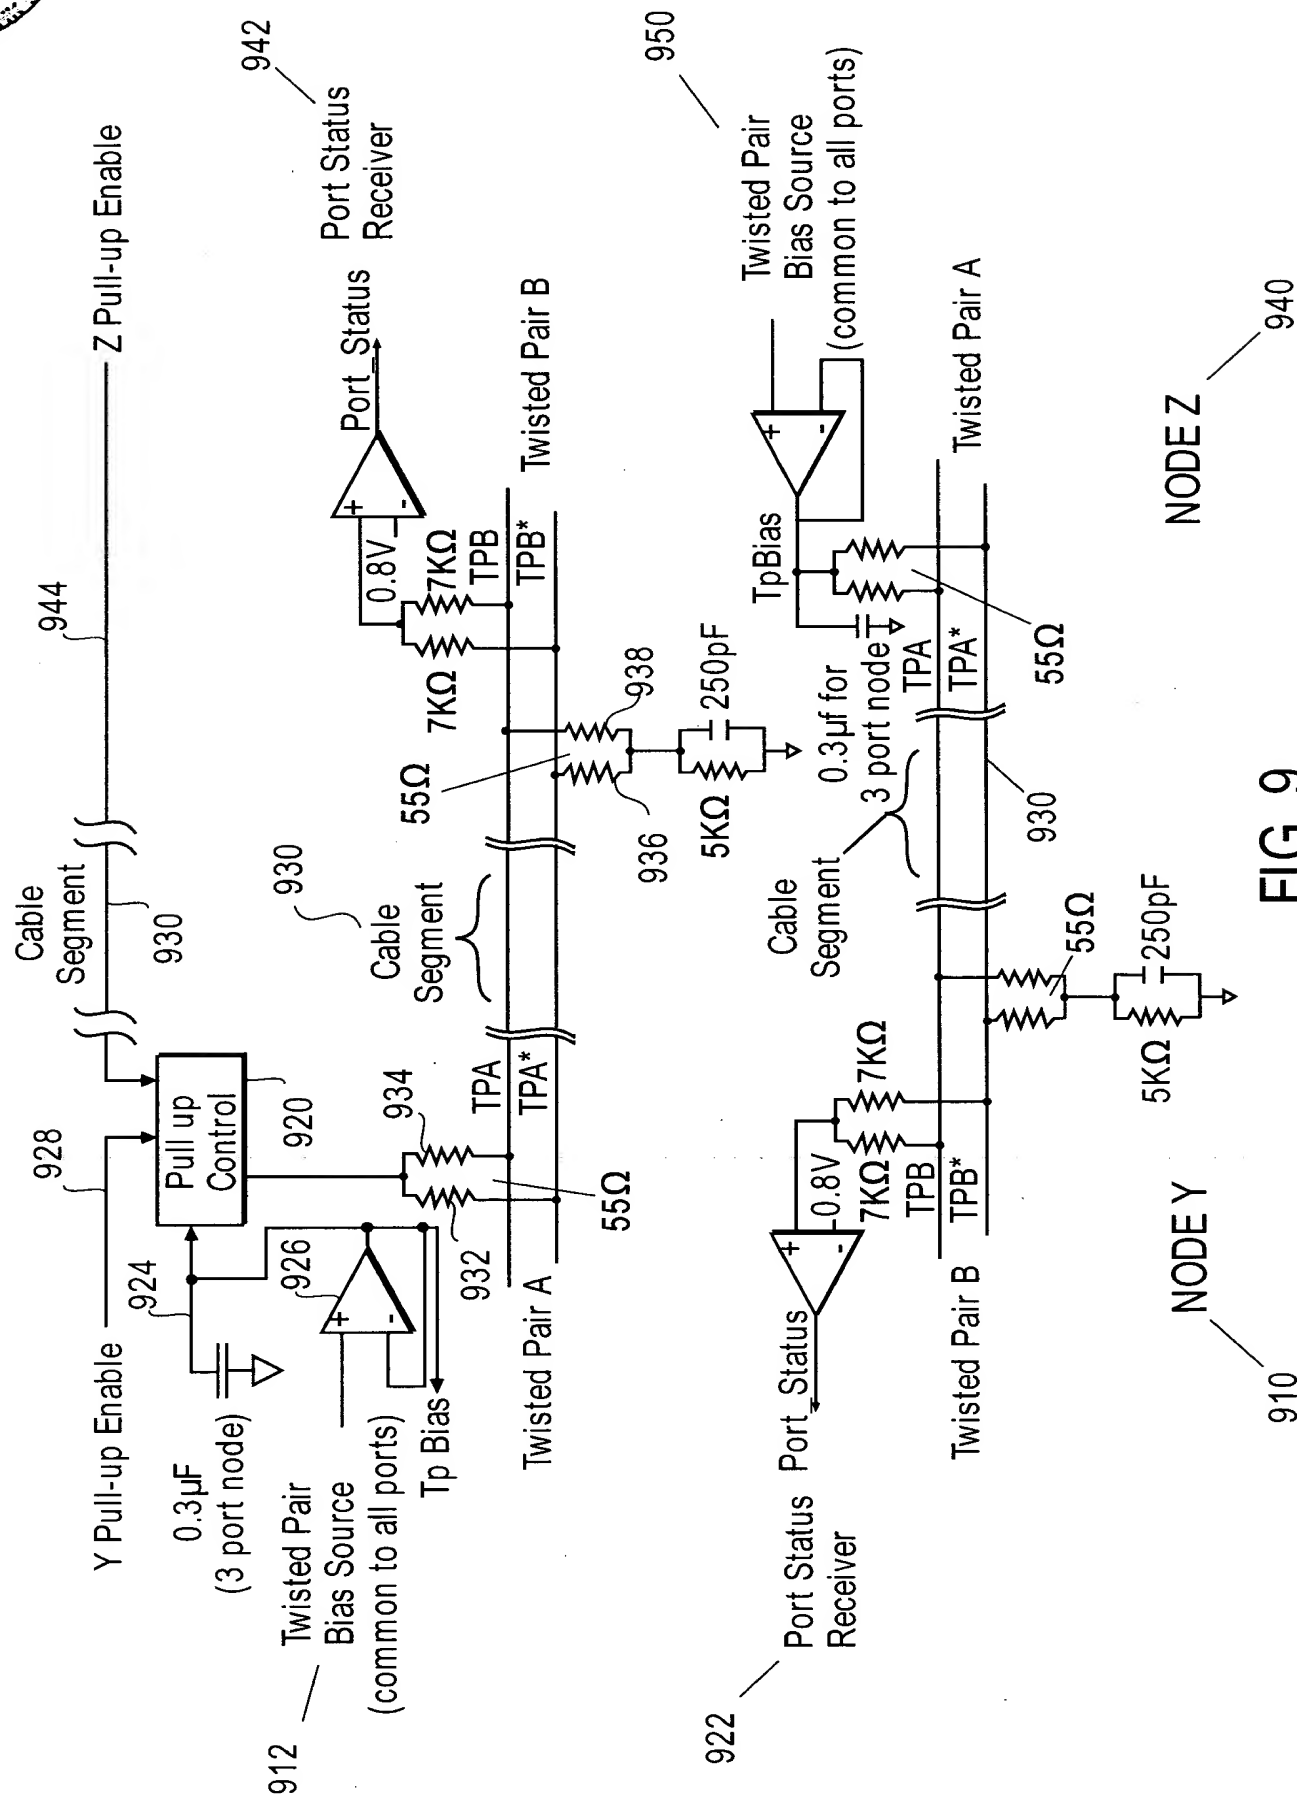 Y Pull-up Enable
928
Cable
Segment
930
944
Z Pull-up Enable
0.3µF
(3 port node)
924
Pull up
Control
920
942
Port Status
Receiver
Port_Status
0.8V
7KΩ
7KΩ
912
Twisted Pair
Bias Source
(common to all ports)
926
Tp Bias
932
934
55Ω
TPA
TPA*
Twisted Pair A
930
Cable
Segment
TPB
TPB*
Twisted Pair B
55Ω
936
938
5KΩ
250pF
922
Port Status
Receiver
Port_Status
0.8V
7KΩ
7KΩ
TPB
TPB*
Twisted Pair B
55Ω
5KΩ
250pF
Cable
Segment
930
0.3µf for
3 port node
TPA
TPA*
TpBias
55Ω
Twisted Pair A
950
Twisted Pair
Bias Source
(common to all ports)
NODE Y
910
NODE Z
940
FIG. 9